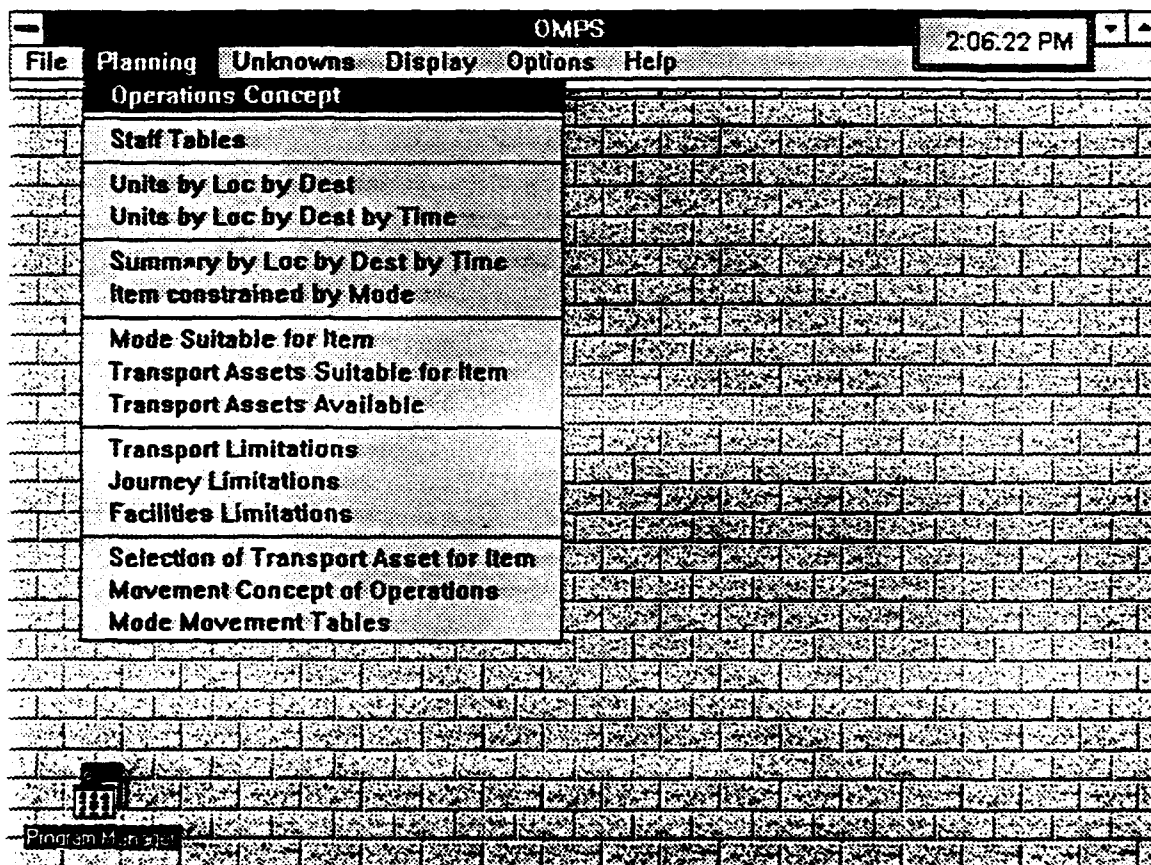 OMPS
2:06:22 PM
File Planning Unknowns Display Options Help
Operations Concept
Staff Tables
Units by Loc by Dest
Units by Loc by Dest by Time
Summary by Loc by Dest by Time
Item constrained by Mode
Mode Suitable for Item
Transport Assets Suitable for Item
Transport Assets Available
Transport Limitations
Journey Limitations
Facilities Limitations
Selection of Transport Asset for Item
Movement Concept of Operations
Mode Movement Tables
Program Manager